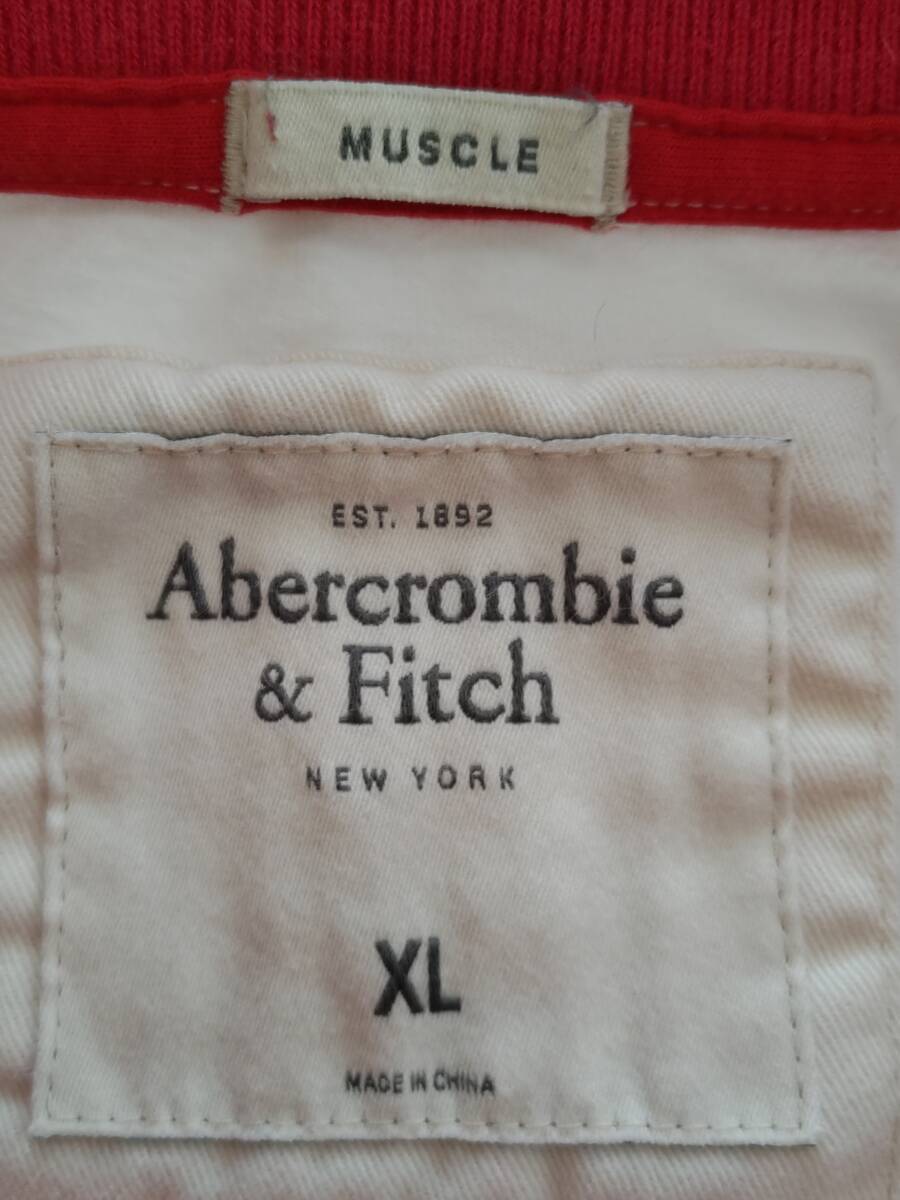 MUSCLE
EST. 1892
Abercrombie
& Fitch
NEW YORK
XL
MADE IN CHINA